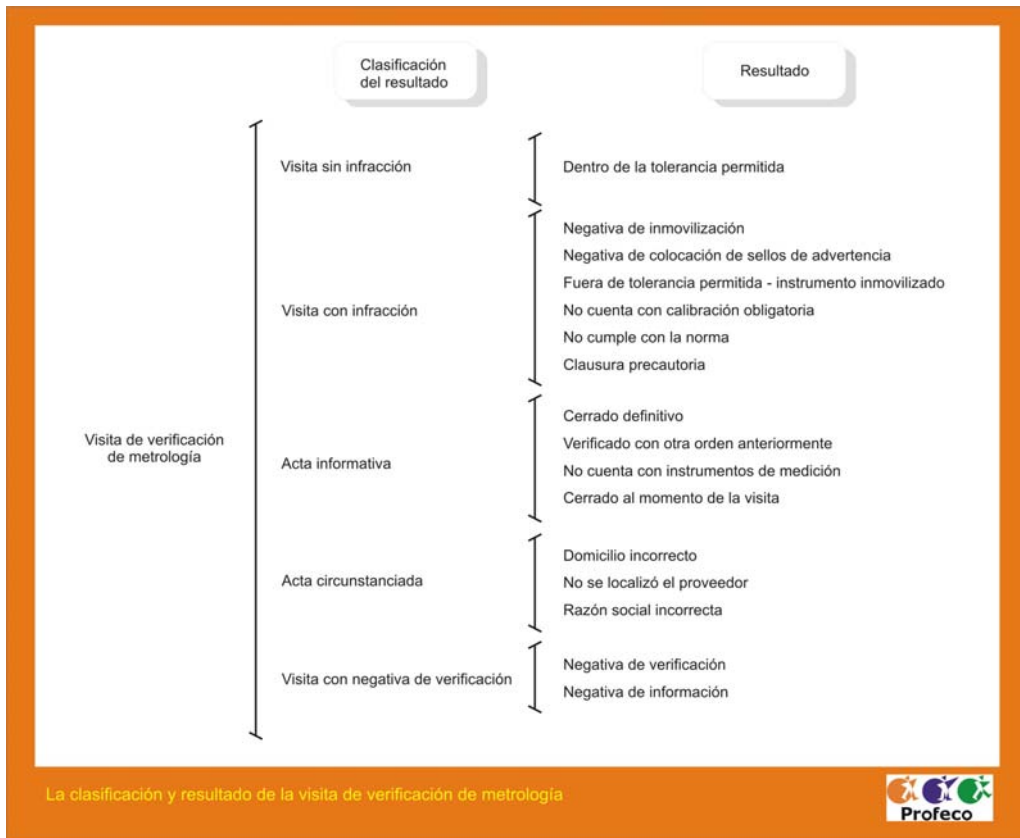 Clasificación
del resultado
Resultado
Visita de verificación
de metrología
Visita sin infracción
Dentro de la tolerancia permitida
Visita con infracción
Negativa de inmovilización
Negativa de colocación de sellos de advertencia
Fuera de tolerancia permitida - instrumento inmovilizado
No cuenta con calibración obligatoria
No cumple con la norma
Clausura precautoria
Acta informativa
Cerrado definitivo
Verificado con otra orden anteriormente
No cuenta con instrumentos de medición
Cerrado al momento de la visita
Acta circunstanciada
Domicilio incorrecto
No se localizó el proveedor
Razón social incorrecta
Visita con negativa de verificación
Negativa de verificación
Negativa de información
La clasificación y resultado de la visita de verificación de metrología
Profeco